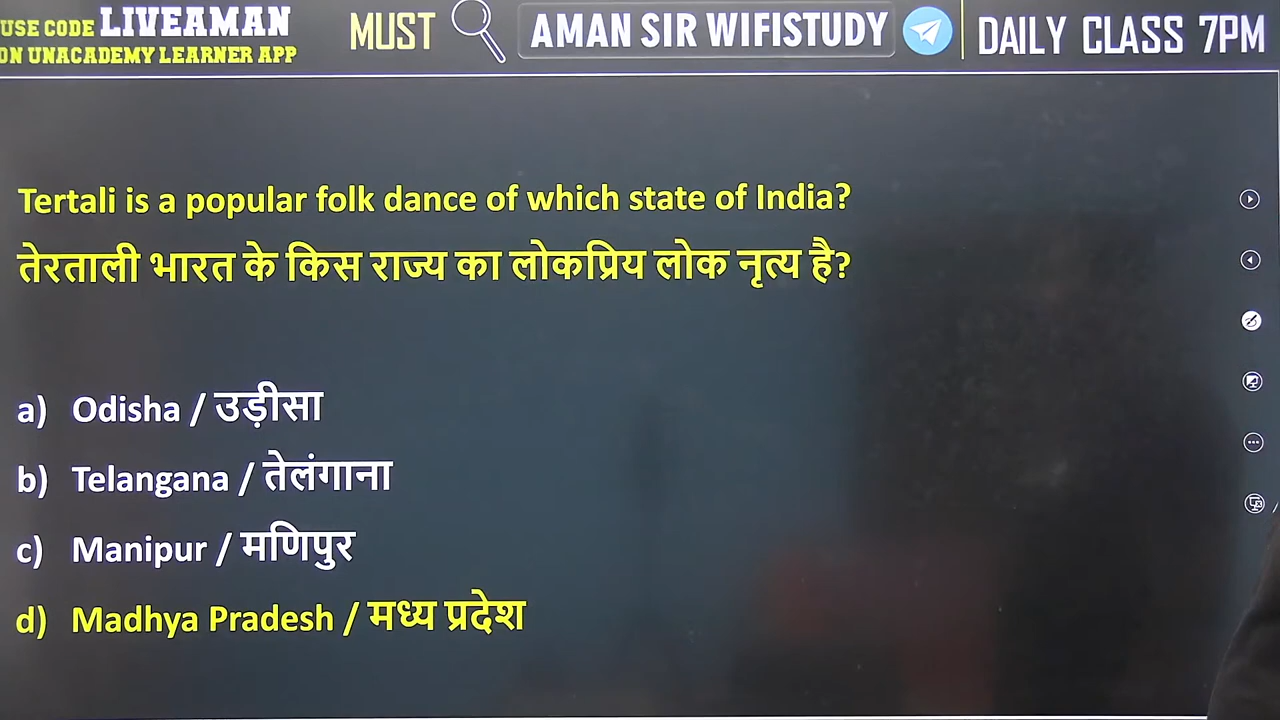 USE CODE LIVEAMAN
ON UNACADEMY LEARNER APP
MUST
AMAN SIR WIFISTUDY
DAILY CLASS 7PM
Tertali is a popular folk dance of which state of India?
तेरताली भारत के किस राज्य का लोकप्रिय लोक नृत्य है?
a) Odisha / उड़ीसा
b) Telangana / तेलंगाना
c) Manipur / मणिपुर
d) Madhya Pradesh / मध्य प्रदेश